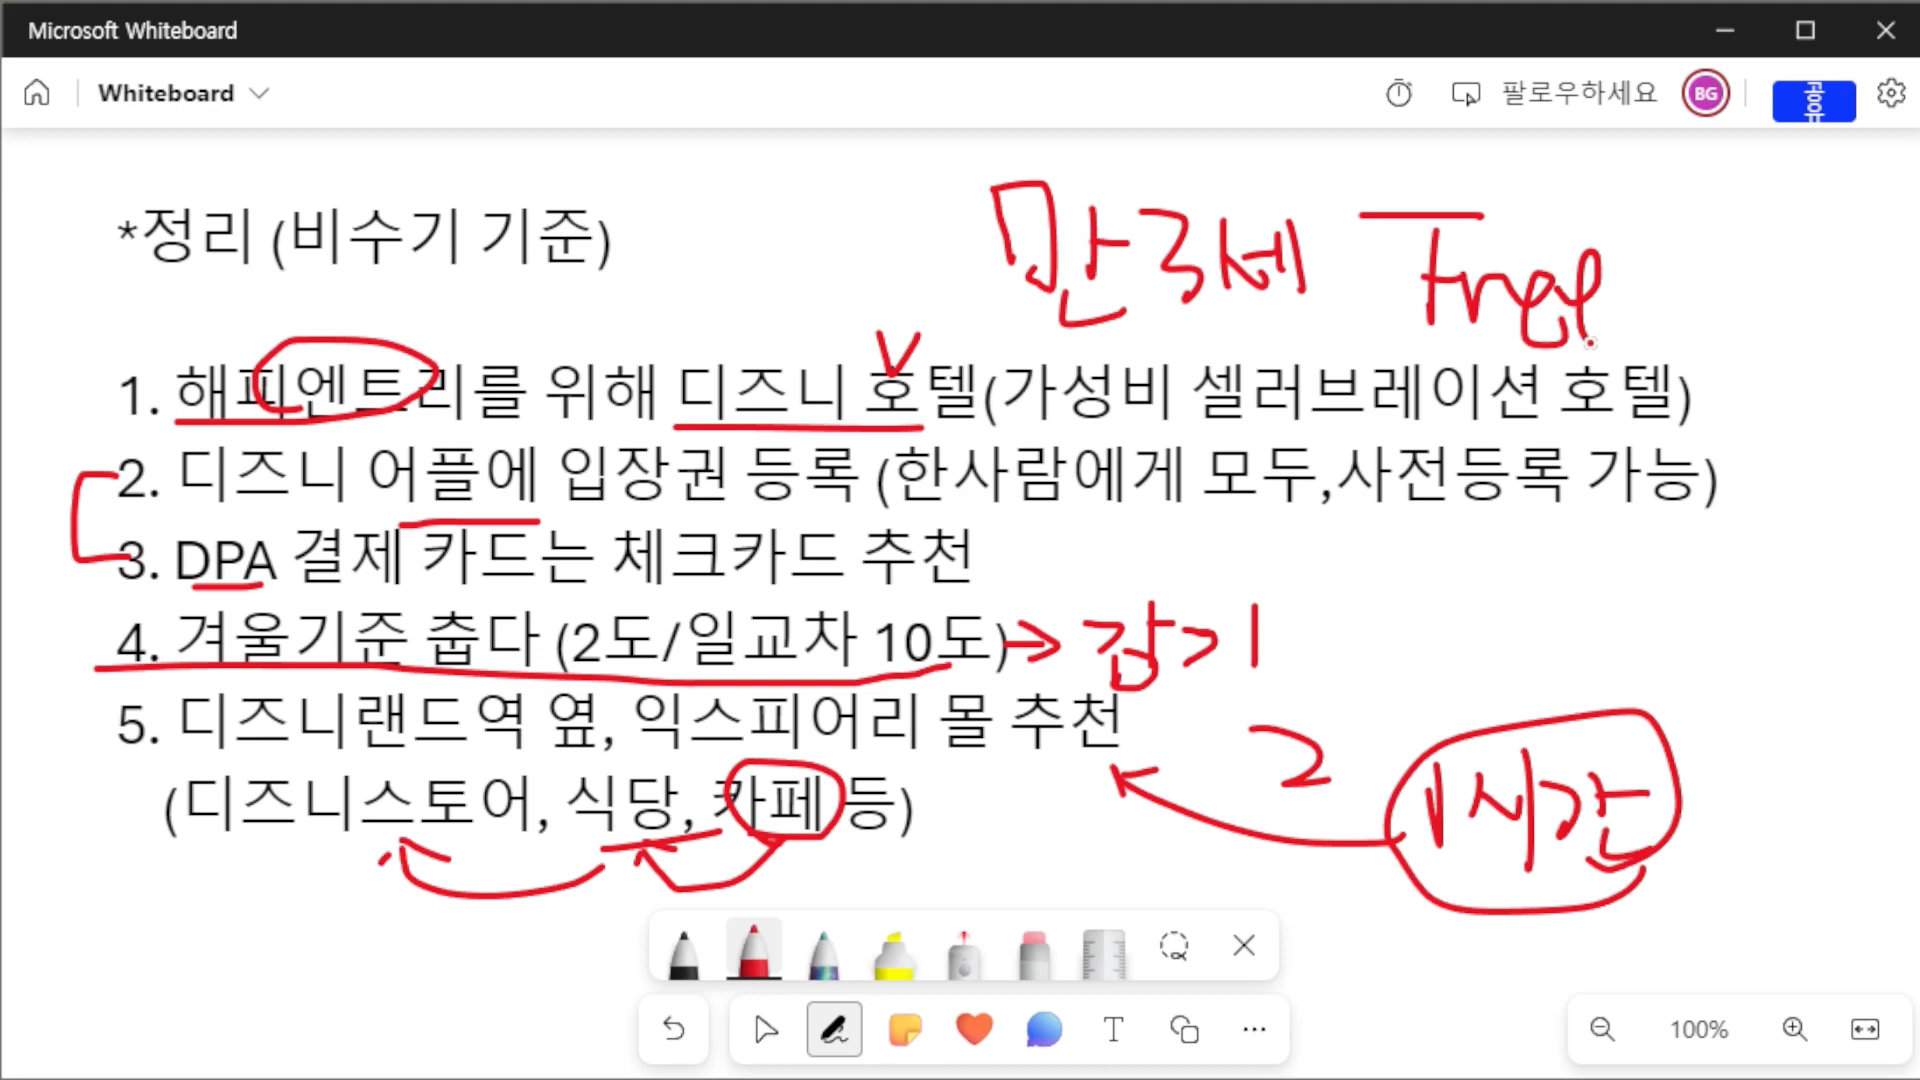 Microsoft Whiteboard
Whiteboard
팔로우하세요
BG
공유
*정리 (비수기 기준)
만 3세 Free
1. 해피엔트리를 위해 디즈니 호텔(가성비 셀러브레이션 호텔)
2. 디즈니 어플에 입장권 등록 (한사람에게 모두,사전등록 가능)
3. DPA 결제 카드는 체크카드 추천
4. 겨울기준 춥다 (2도/일교차 10도)→ 감기
5. 디즈니랜드역 옆, 익스피어리 몰 추천
2 1시간
(디즈니스토어, 식당, 카페 등)
100%